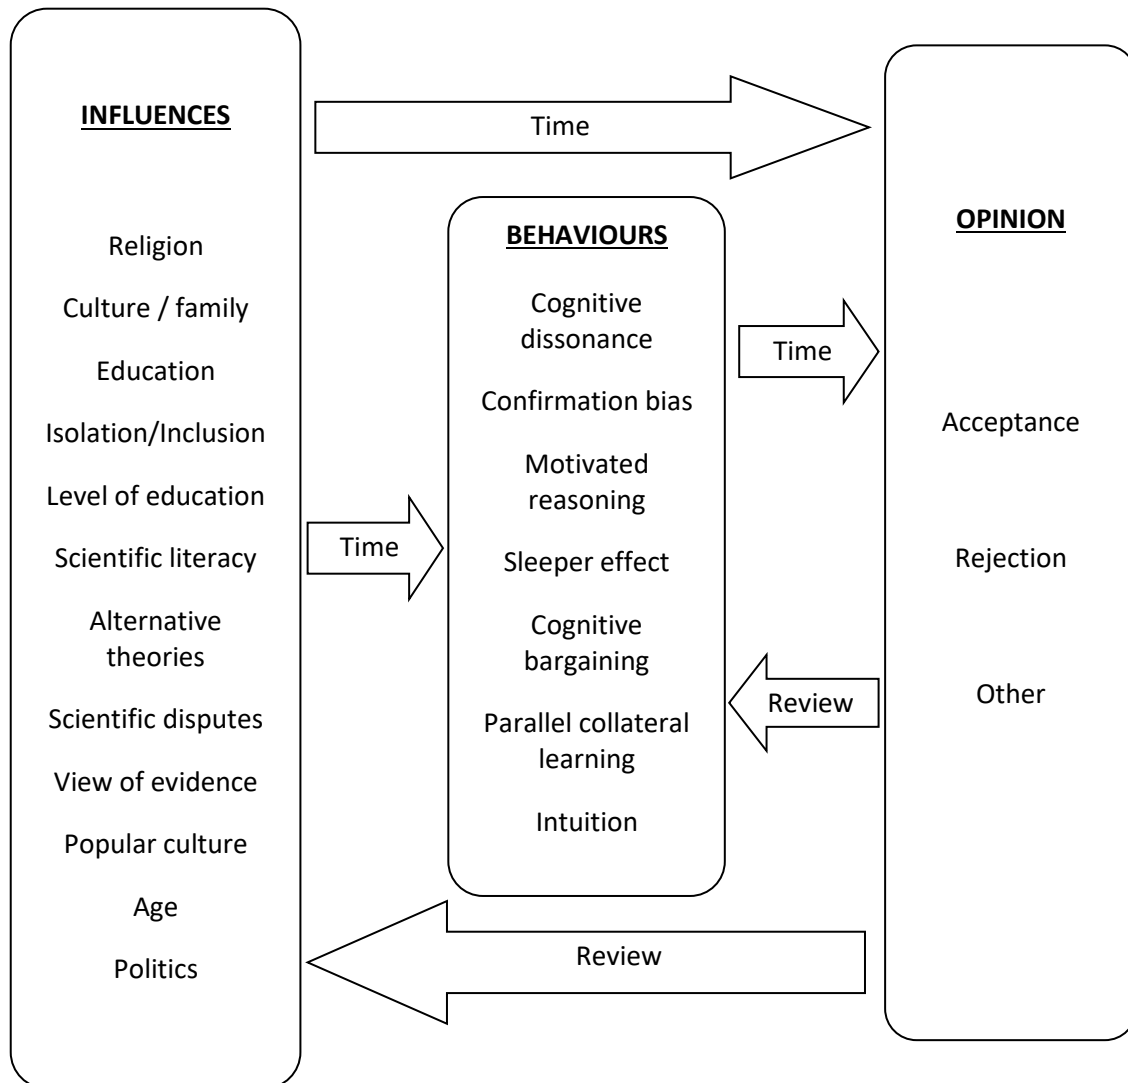 INFLUENCES
Religion
Culture / family
Education
Isolation/Inclusion
Level of education
Scientific literacy
Alternative
theories
Scientific disputes
View of evidence
Popular culture
Age
Politics
Time
Time
BEHAVIOURS
Cognitive
dissonance
Confirmation bias
Motivated
reasoning
Sleeper effect
Cognitive
bargaining
Parallel collateral
learning
Intuition
Time
Review
Review
OPINION
Acceptance
Rejection
Other